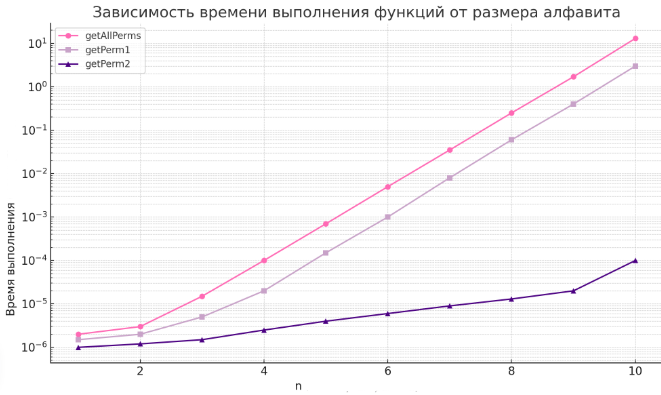 Зависимость времени выполнения функций от размера алфавита
getAllPerms
getPerm1
getPerm2
10¹
10⁰
10⁻¹
10⁻²
10⁻³
10⁻⁴
10⁻⁵
10⁻⁶
Время выполнения
2 4 6 8 10
n